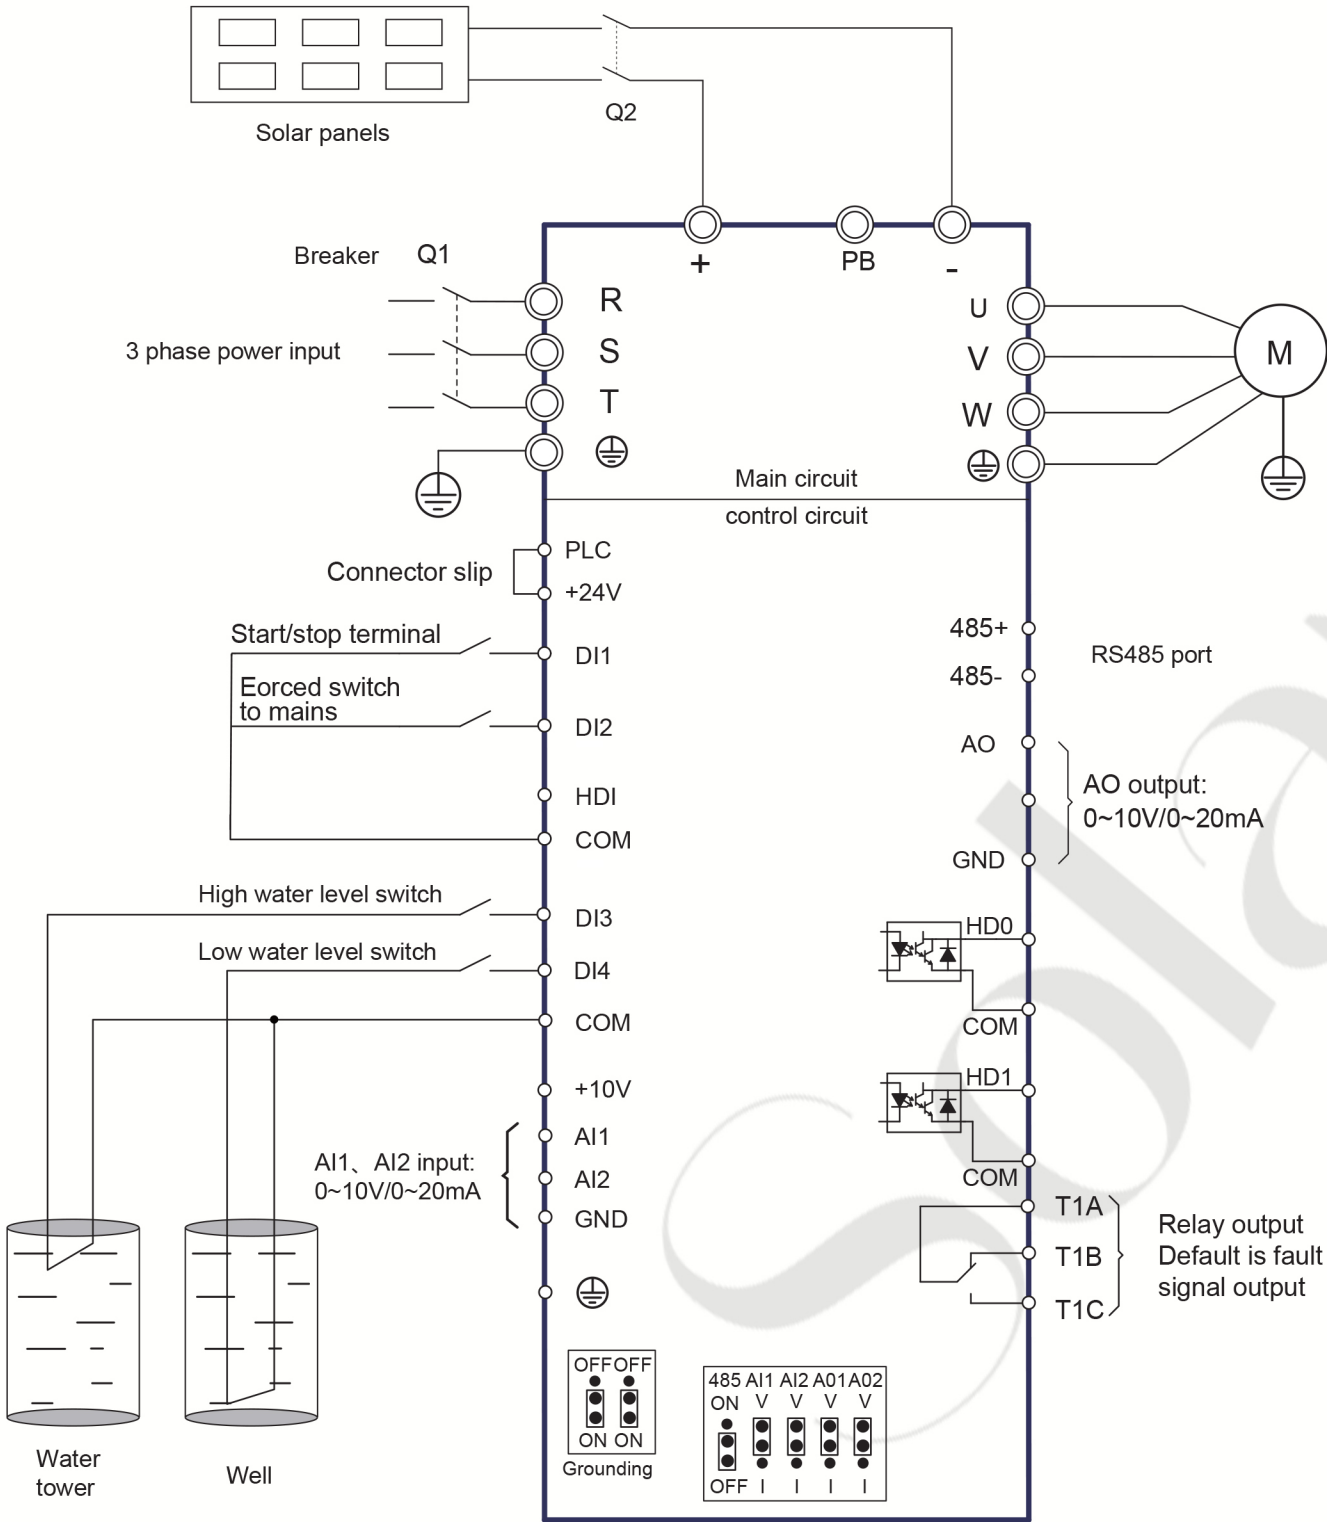 Solar panels
Q2
Breaker
Q1
+
PB
-
R
U
3 phase power input
S
V
M
T
W
Main circuit
control circuit
PLC
Connector slip
+24V
Start/stop terminal
DI1
485+
RS485 port
485-
Eorced switch
to mains
DI2
AO
AO output:
0~10V/0~20mA
HDI
COM
GND
High water level switch
DI3
HD0
Low water level switch
DI4
COM
COM
+10V
HD1
AI1
AI1、AI2 input:
0~10V/0~20mA
AI2
GND
COM
T1A
T1B
T1C
Relay output
Default is fault
signal output
OFF OFF
ON ON
Grounding
485 AI1 AI2 A01 A02
ON V V V V
OFF I I I I
Water
tower
Well
Sola